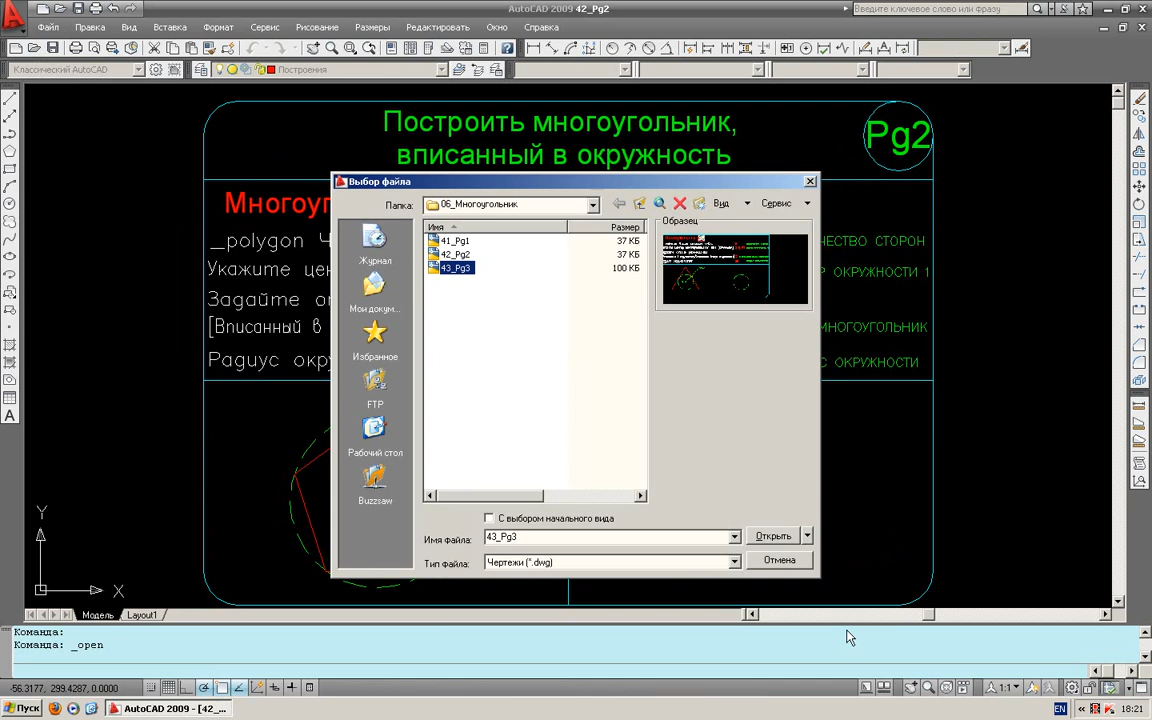 AutoCAD 2009 42_Pg2
Введите ключевое слово или фразу
Файл Правка Вид Вставка Формат Сервис Рисование Размеры Редактировать Окно Справка
Классический AutoCAD
Построения
Построить многоугольник,
вписанный в окружность
Pg2
Многоуг
_polygon Ч
ЧЕСТВО СТОРОН
Укажите цен
Р ОКРУЖНОСТИ 1
Задайте оп
[Вписанный в
МНОГОУГОЛЬНИК
Радиус окру
С ОКРУЖНОСТИ
Выбор файла
Папка:
06_Многоугольник
Вид
Сервис
Имя
Размер
Образец
41_Pg1
37 КБ
42_Pg2
37 КБ
43_Pg3
100 КБ
Журнал
Мои докум...
Избранное
FTP
Рабочий стол
Buzzsaw
С выбором начального вида
Имя файла:
43_Pg3
Открыть
Тип файла:
Чертежи (*.dwg)
Отмена
Y
X
Модель
Layout1
Команда:
Команда: _open
-56.3177, 299.4287, 0.0000
1:1
Пуск
AutoCAD 2009 - [42_...
EN
18:21